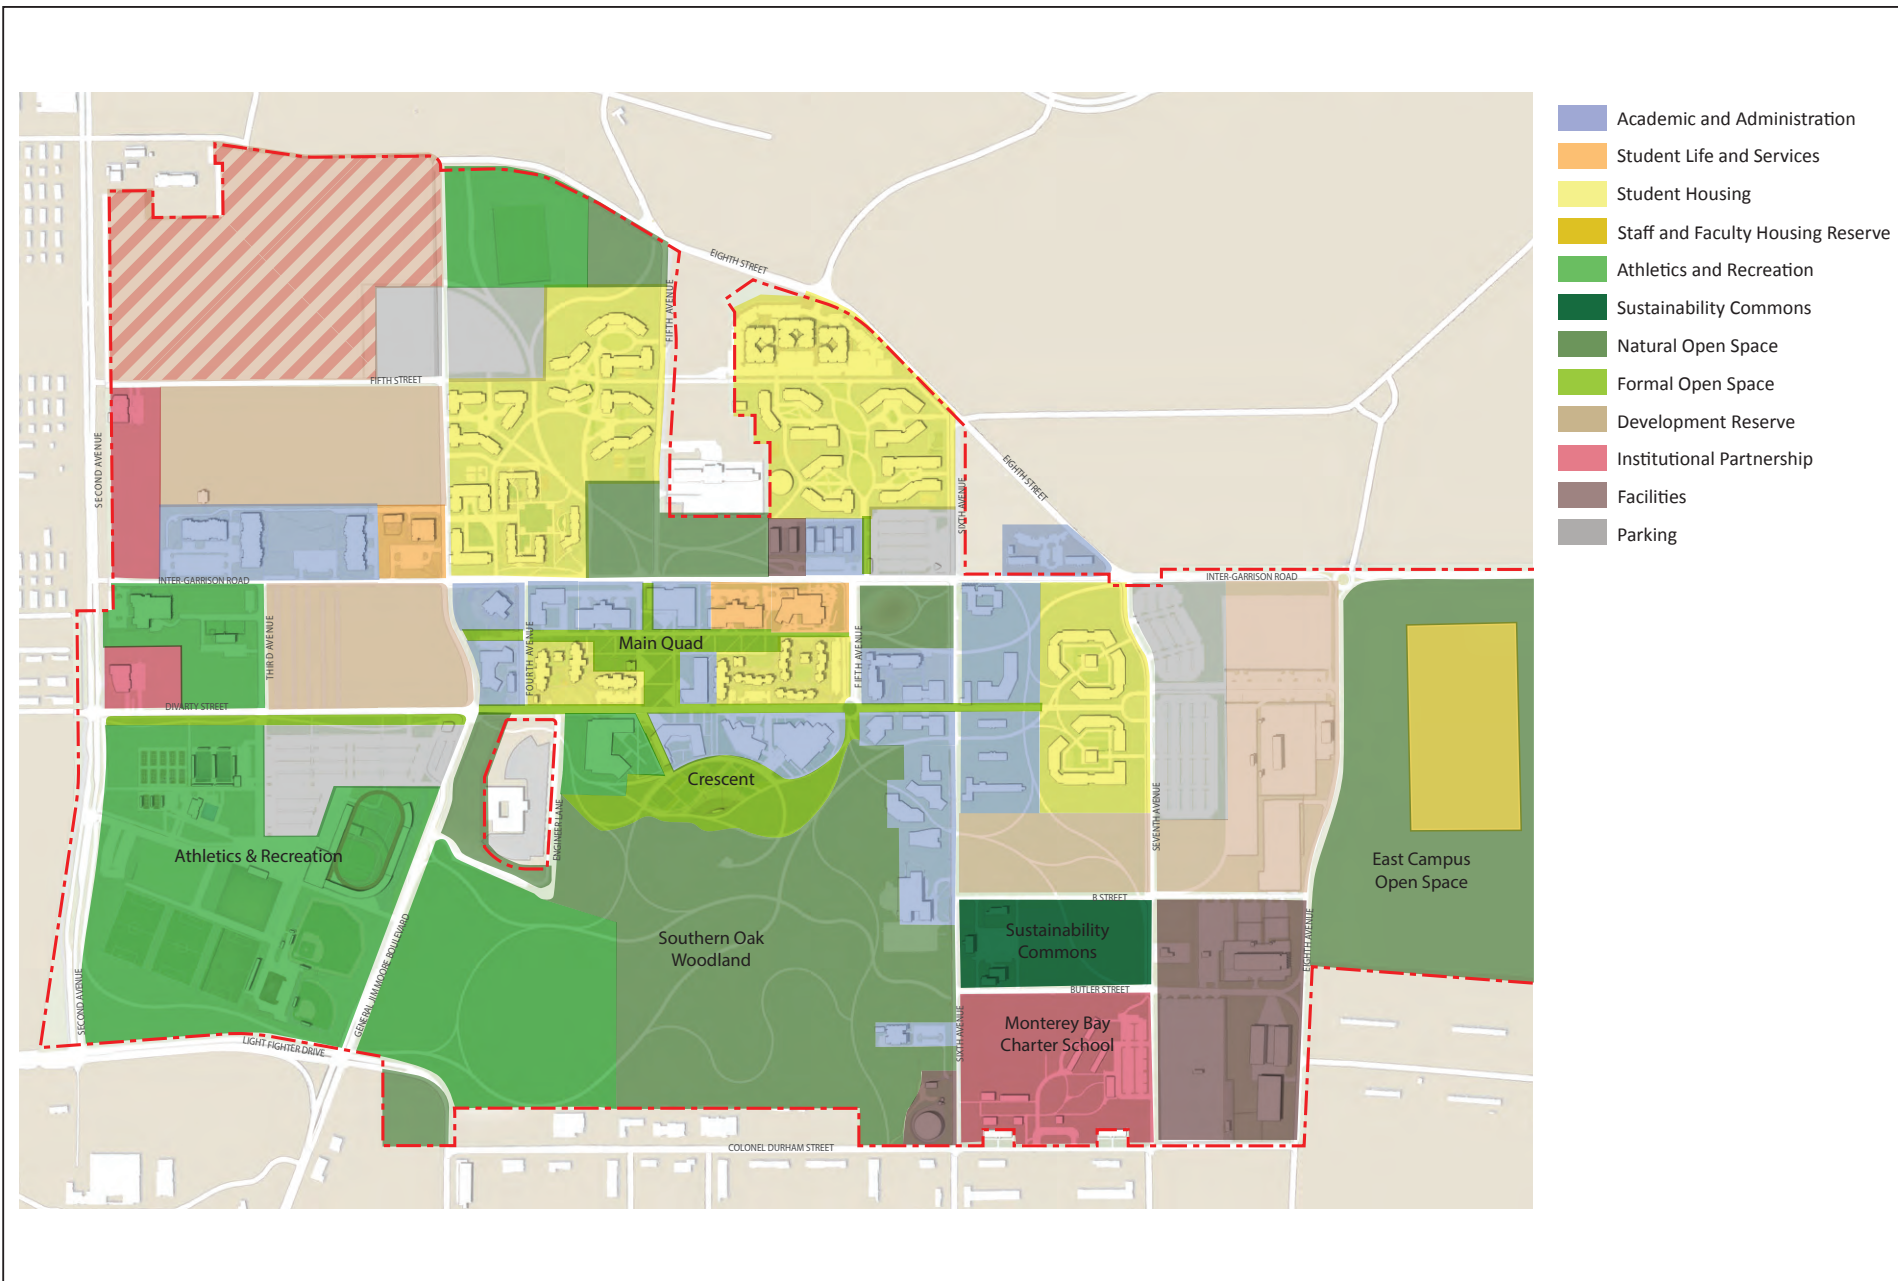 Academic and Administration
Student Life and Services
Student Housing
Staff and Faculty Housing Reserve
Athletics and Recreation
Sustainability Commons
Natural Open Space
Formal Open Space
Development Reserve
Institutional Partnership
Facilities
Parking
EIGHTH STREET
FIFTH AVENUE
FIFTH STREET
SECOND AVENUE
EIGHTH STREET
SIXTH AVENUE
INTER-GARRISON ROAD
INTER-GARRISON ROAD
THIRD AVENUE
FOURTH AVENUE
Main Quad
FIFTH AVENUE
DIVARTY STREET
Crescent
ENGINEER LANE
SEVENTH AVENUE
Athletics & Recreation
East Campus
Open Space
B STREET
Southern Oak
Woodland
Sustainability
Commons
EIGHTH AVENUE
GENERAL JIM MOORE BOULEVARD
SECOND AVENUE
BUTLER STREET
Monterey Bay
Charter School
SIXTH AVENUE
LIGHT FIGHTER DRIVE
COLONEL DURHAM STREET